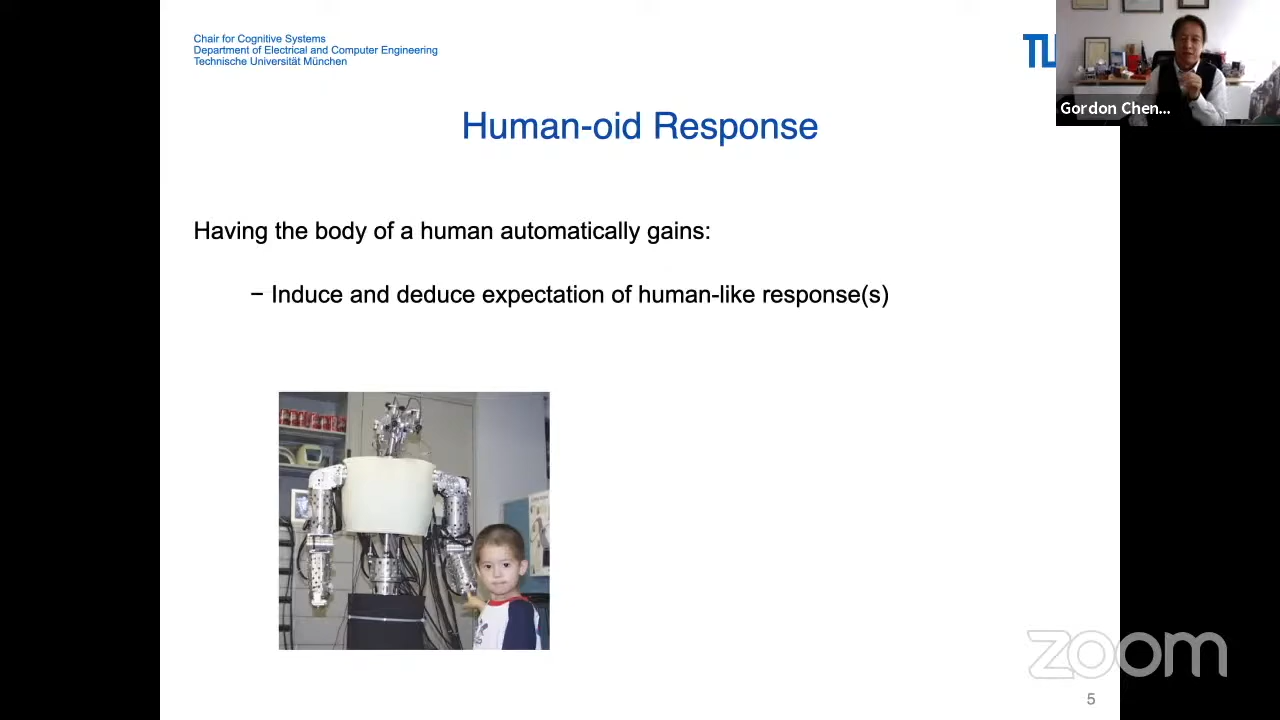 Chair for Cognitive Systems
Department of Electrical and Computer Engineering
Technische Universität München
TU
Gordon Chen...
Human-oid Response
Having the body of a human automatically gains:
− Induce and deduce expectation of human-like response(s)
zoom
5